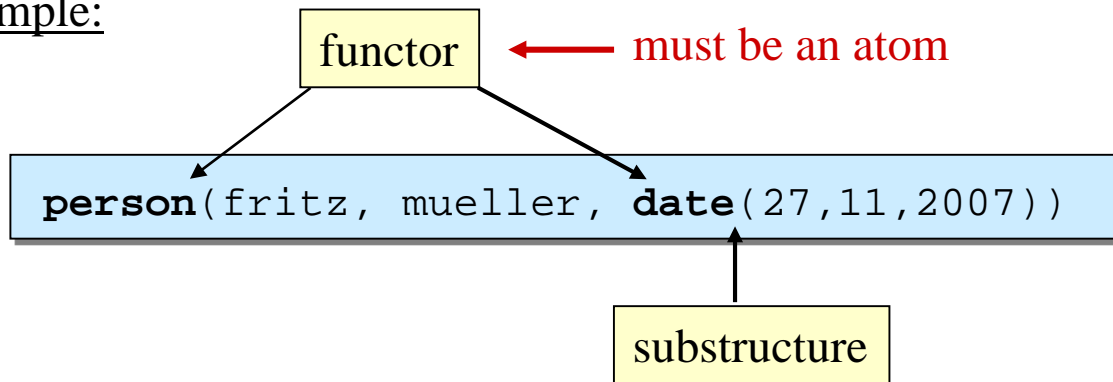 mple:
functor
must be an atom
person(fritz, mueller, date(27,11,2007))
substructure